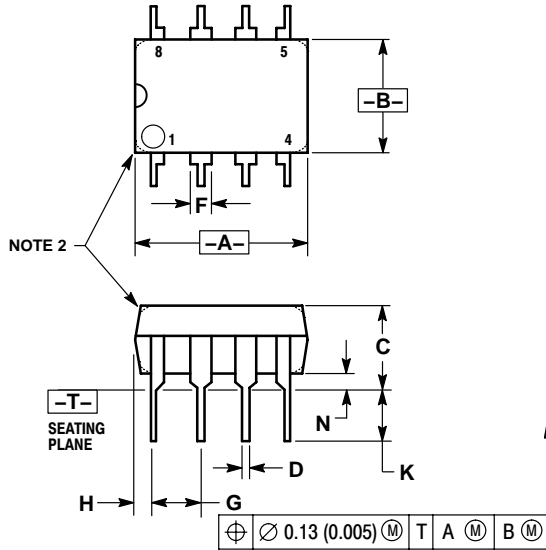 8 5
–B–
1 4
F
NOTE 2
–A–
C
–T–
SEATING
PLANE
N
D
K
H
G
⌖ ∅ 0.13 (0.005) Ⓜ T A Ⓜ B Ⓜ